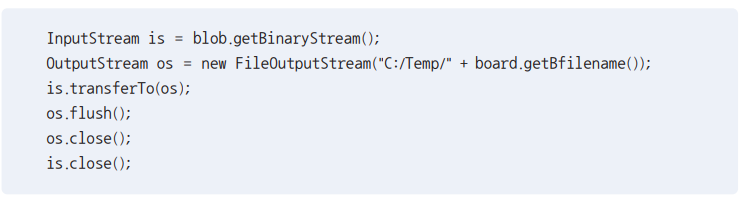 InputStream is = blob.getBinaryStream();
OutputStream os = new FileOutputStream("C:/Temp/" + board.getBfilename());
is.transferTo(os);
os.flush();
os.close();
is.close();